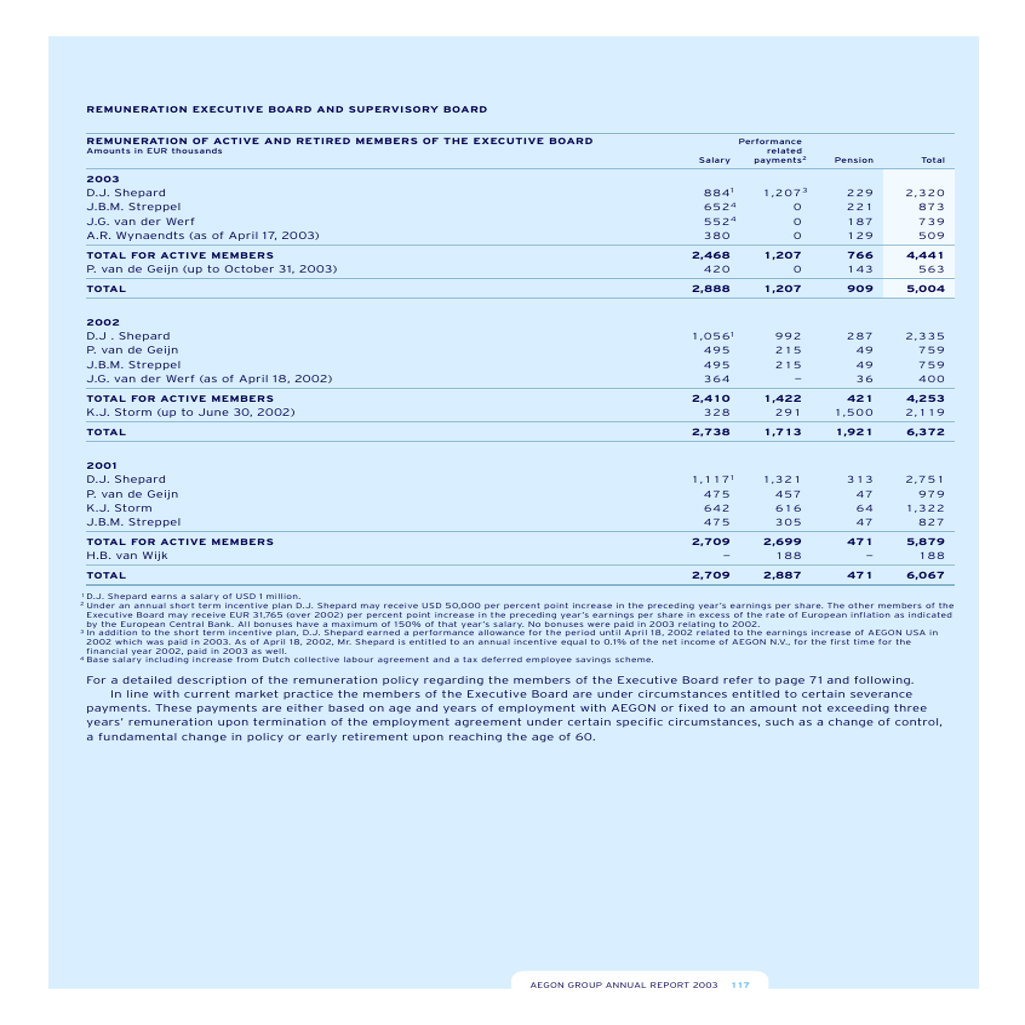 REMUNERATION EXECUTIVE BOARD AND SUPERVISORY BOARD
REMUNERATION OF ACTIVE AND RETIRED MEMBERS OF THE EXECUTIVE BOARD Performance
Amounts in EUR thousands related
Salary payments² Pension Total
2003
D.J. Shepard 884¹ 1,207³ 229 2,320
J.B.M. Streppel 652⁴ 0 221 873
J.G. van der Werf 552⁴ 0 187 739
A.R. Wynaendts (as of April 17, 2003) 380 0 129 509
TOTAL FOR ACTIVE MEMBERS 2,468 1,207 766 4,441
P. van de Geijn (up to October 31, 2003) 420 0 143 563
TOTAL 2,888 1,207 909 5,004
2002
D.J . Shepard 1,056¹ 992 287 2,335
P. van de Geijn 495 215 49 759
J.B.M. Streppel 495 215 49 759
J.G. van der Werf (as of April 18, 2002) 364 – 36 400
TOTAL FOR ACTIVE MEMBERS 2,410 1,422 421 4,253
K.J. Storm (up to June 30, 2002) 328 291 1,500 2,119
TOTAL 2,738 1,713 1,921 6,372
2001
D.J. Shepard 1,117¹ 1,321 313 2,751
P. van de Geijn 475 457 47 979
K.J. Storm 642 616 64 1,322
J.B.M. Streppel 475 305 47 827
TOTAL FOR ACTIVE MEMBERS 2,709 2,699 471 5,879
H.B. van Wijk – 188 – 188
TOTAL 2,709 2,887 471 6,067
¹ D.J. Shepard earns a salary of USD 1 million.
² Under an annual short term incentive plan D.J. Shepard may receive USD 50,000 per percent point increase in the preceding year's earnings per share. The other members of the
Executive Board may receive EUR 31,765 (over 2002) per percent point increase in the preceding year's earnings per share in excess of the rate of European inflation as indicated
by the European Central Bank. All bonuses have a maximum of 150% of that year's salary. No bonuses were paid in 2003 relating to 2002.
³ In addition to the short term incentive plan, D.J. Shepard earned a performance allowance for the period until April 18, 2002 related to the earnings increase of AEGON USA in
2002 which was paid in 2003. As of April 18, 2002, Mr. Shepard is entitled to an annual incentive equal to 0.1% of the net income of AEGON N.V., for the first time for the
financial year 2002, paid in 2003 as well.
⁴ Base salary including increase from Dutch collective labour agreement and a tax deferred employee savings scheme.
For a detailed description of the remuneration policy regarding the members of the Executive Board refer to page 71 and following.
In line with current market practice the members of the Executive Board are under circumstances entitled to certain severance
payments. These payments are either based on age and years of employment with AEGON or fixed to an amount not exceeding three
years' remuneration upon termination of the employment agreement under certain specific circumstances, such as a change of control,
a fundamental change in policy or early retirement upon reaching the age of 60.
AEGON GROUP ANNUAL REPORT 2003 117